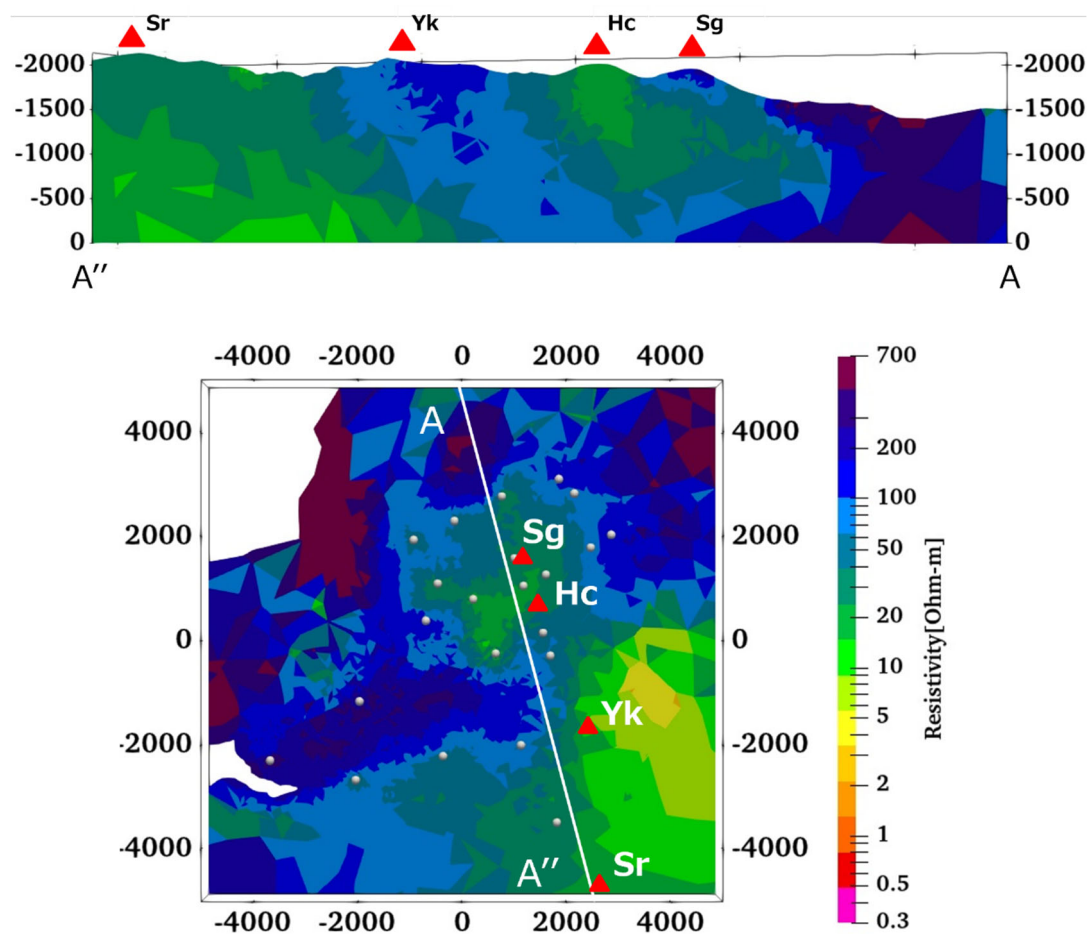 Sr Yk Hc Sg
-2000 -2000
-1500 -1500
-1000 -1000
-500 -500
0 0
A″ A
-4000 -2000 0 2000 4000
700
4000 A 4000
200
100
2000 Sg 2000
50
Hc
20
0 0
10
Yk
5
-2000 -2000
2
1
-4000 -4000
A″ Sr
0.5
0.3
-4000 -2000 0 2000 4000
Resistivity[Ohm-m]